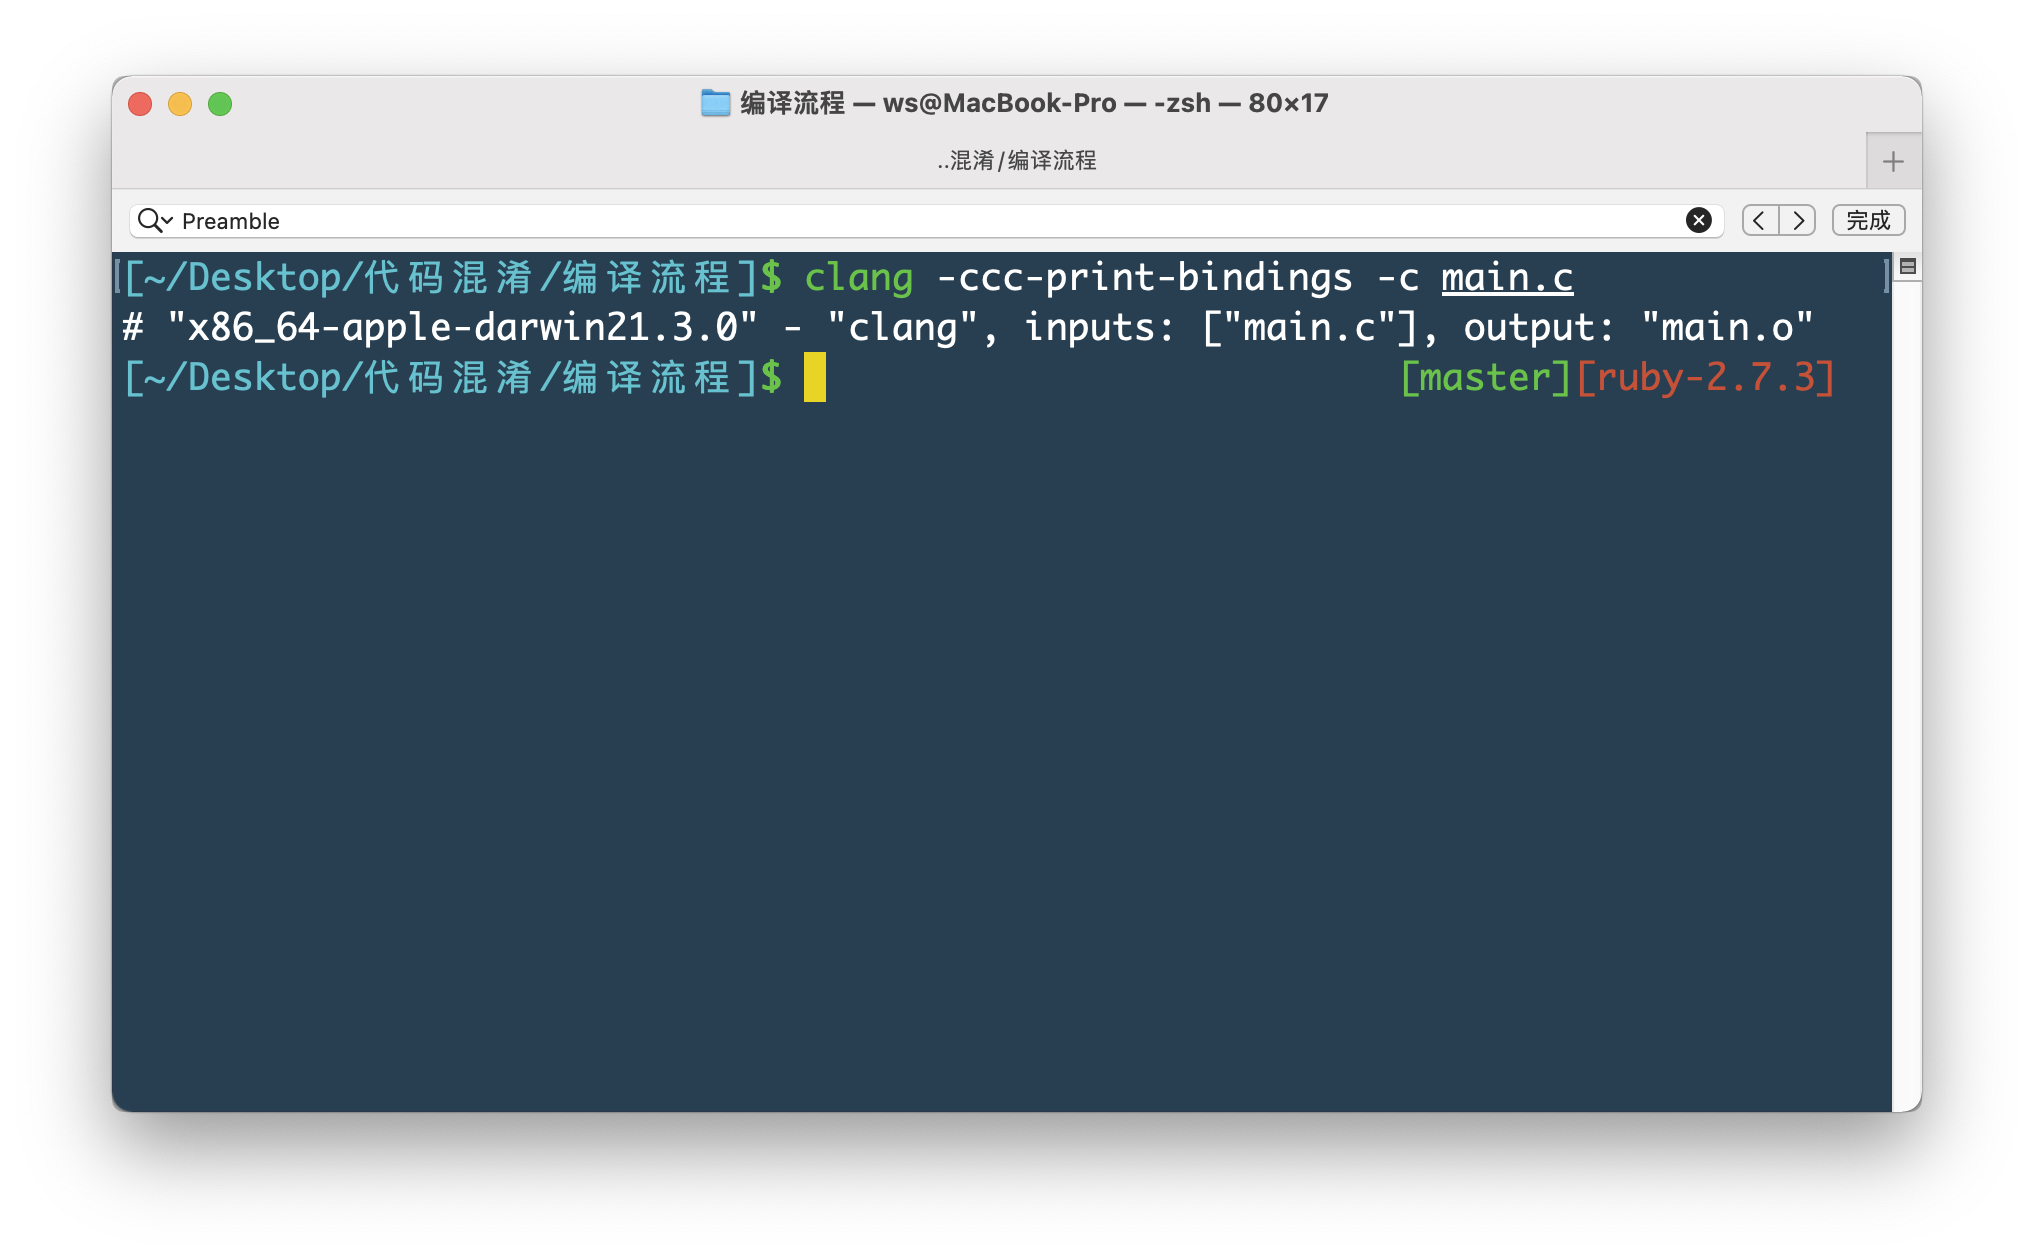 编译流程 — ws@MacBook-Pro — -zsh — 80×17
..混淆/编译流程
Preamble
完成
[~/Desktop/代码混淆/编译流程]$ clang -ccc-print-bindings -c main.c
# "x86_64-apple-darwin21.3.0" - "clang", inputs: ["main.c"], output: "main.o"
[~/Desktop/代码混淆/编译流程]$ [master][ruby-2.7.3]